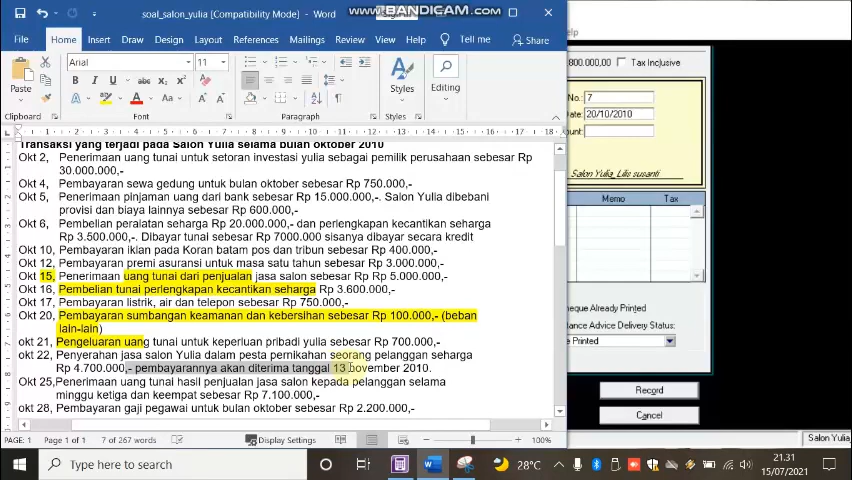 WWW.BANDICAM.COM
soal_salon_yulia [Compatibility Mode] - Word
File Home Insert Draw Design Layout References Mailings Review View Help Tell me Share
Paste
Arial 11
Styles
Editing
Clipboard Font Paragraph Styles
Transaksi yang terjadi pada Salon Yulia selama bulan oktober 2010
Okt 2, Penerimaan uang tunai untuk setoran investasi yulia sebagai pemilik perusahaan sebesar Rp
30.000.000,-
Okt 4, Pembayaran sewa gedung untuk bulan oktober sebesar Rp 750.000,-
Okt 5, Penerimaan pinjaman uang dari bank sebesar Rp 15.000.000,-. Salon Yulia dibebani
provisi dan biaya lainnya sebesar Rp 600.000,-
Okt 6, Pembelian peralatan seharga Rp 20.000.000,- dan perlengkapan kecantikan seharga
Rp 3.500.000,-. Dibayar tunai sebesar Rp 7000.000 sisanya dibayar secara kredit
Okt 10, Pembayaran iklan pada Koran batam pos dan tribun sebesar Rp 400.000,-
Okt 12, Pembayaran premi asuransi untuk masa satu tahun sebesar Rp 3.000.000,-
Okt 15, Penerimaan uang tunai dari penjualan jasa salon sebesar Rp 5.000.000,-
Okt 16, Pembelian tunai perlengkapan kecantikan seharga Rp 3.600.000,-
Okt 17, Pembayaran listrik, air dan telepon sebesar Rp 750.000,-
Okt 20, Pembayaran sumbangan keamanan dan kebersihan sebesar Rp 100.000,- (beban
lain-lain)
okt 21, Pengeluaran uang tunai untuk keperluan pribadi yulia sebesar Rp 700.000,-
okt 22, Penyerahan jasa salon Yulia dalam pesta pernikahan seorang pelanggan seharga
Rp 4.700.000,- pembayarannya akan diterima tanggal 13 november 2010.
Okt 25,Penerimaan uang tunai hasil penjualan jasa salon kepada pelanggan selama
minggu ketiga dan keempat sebesar Rp 7.100.000,-
okt 28, Pembayaran gaji pegawai untuk bulan oktober sebesar Rp 2.200.000,-
PAGE: 1 PAGE 1 OF 1 7 OF 267 WORDS Display Settings 100%
elp
800.000,00 Tax Inclusive
No.: 7
Date: 20/10/2010
ount:
Salon Yulia_ Lilis susanti
Memo Tax
heque Already Printed
ttance Advice Delivery Status:
e Printed
Record
Cancel
Salon Yulia
Type here to search
28°C
21.31
15/07/2021